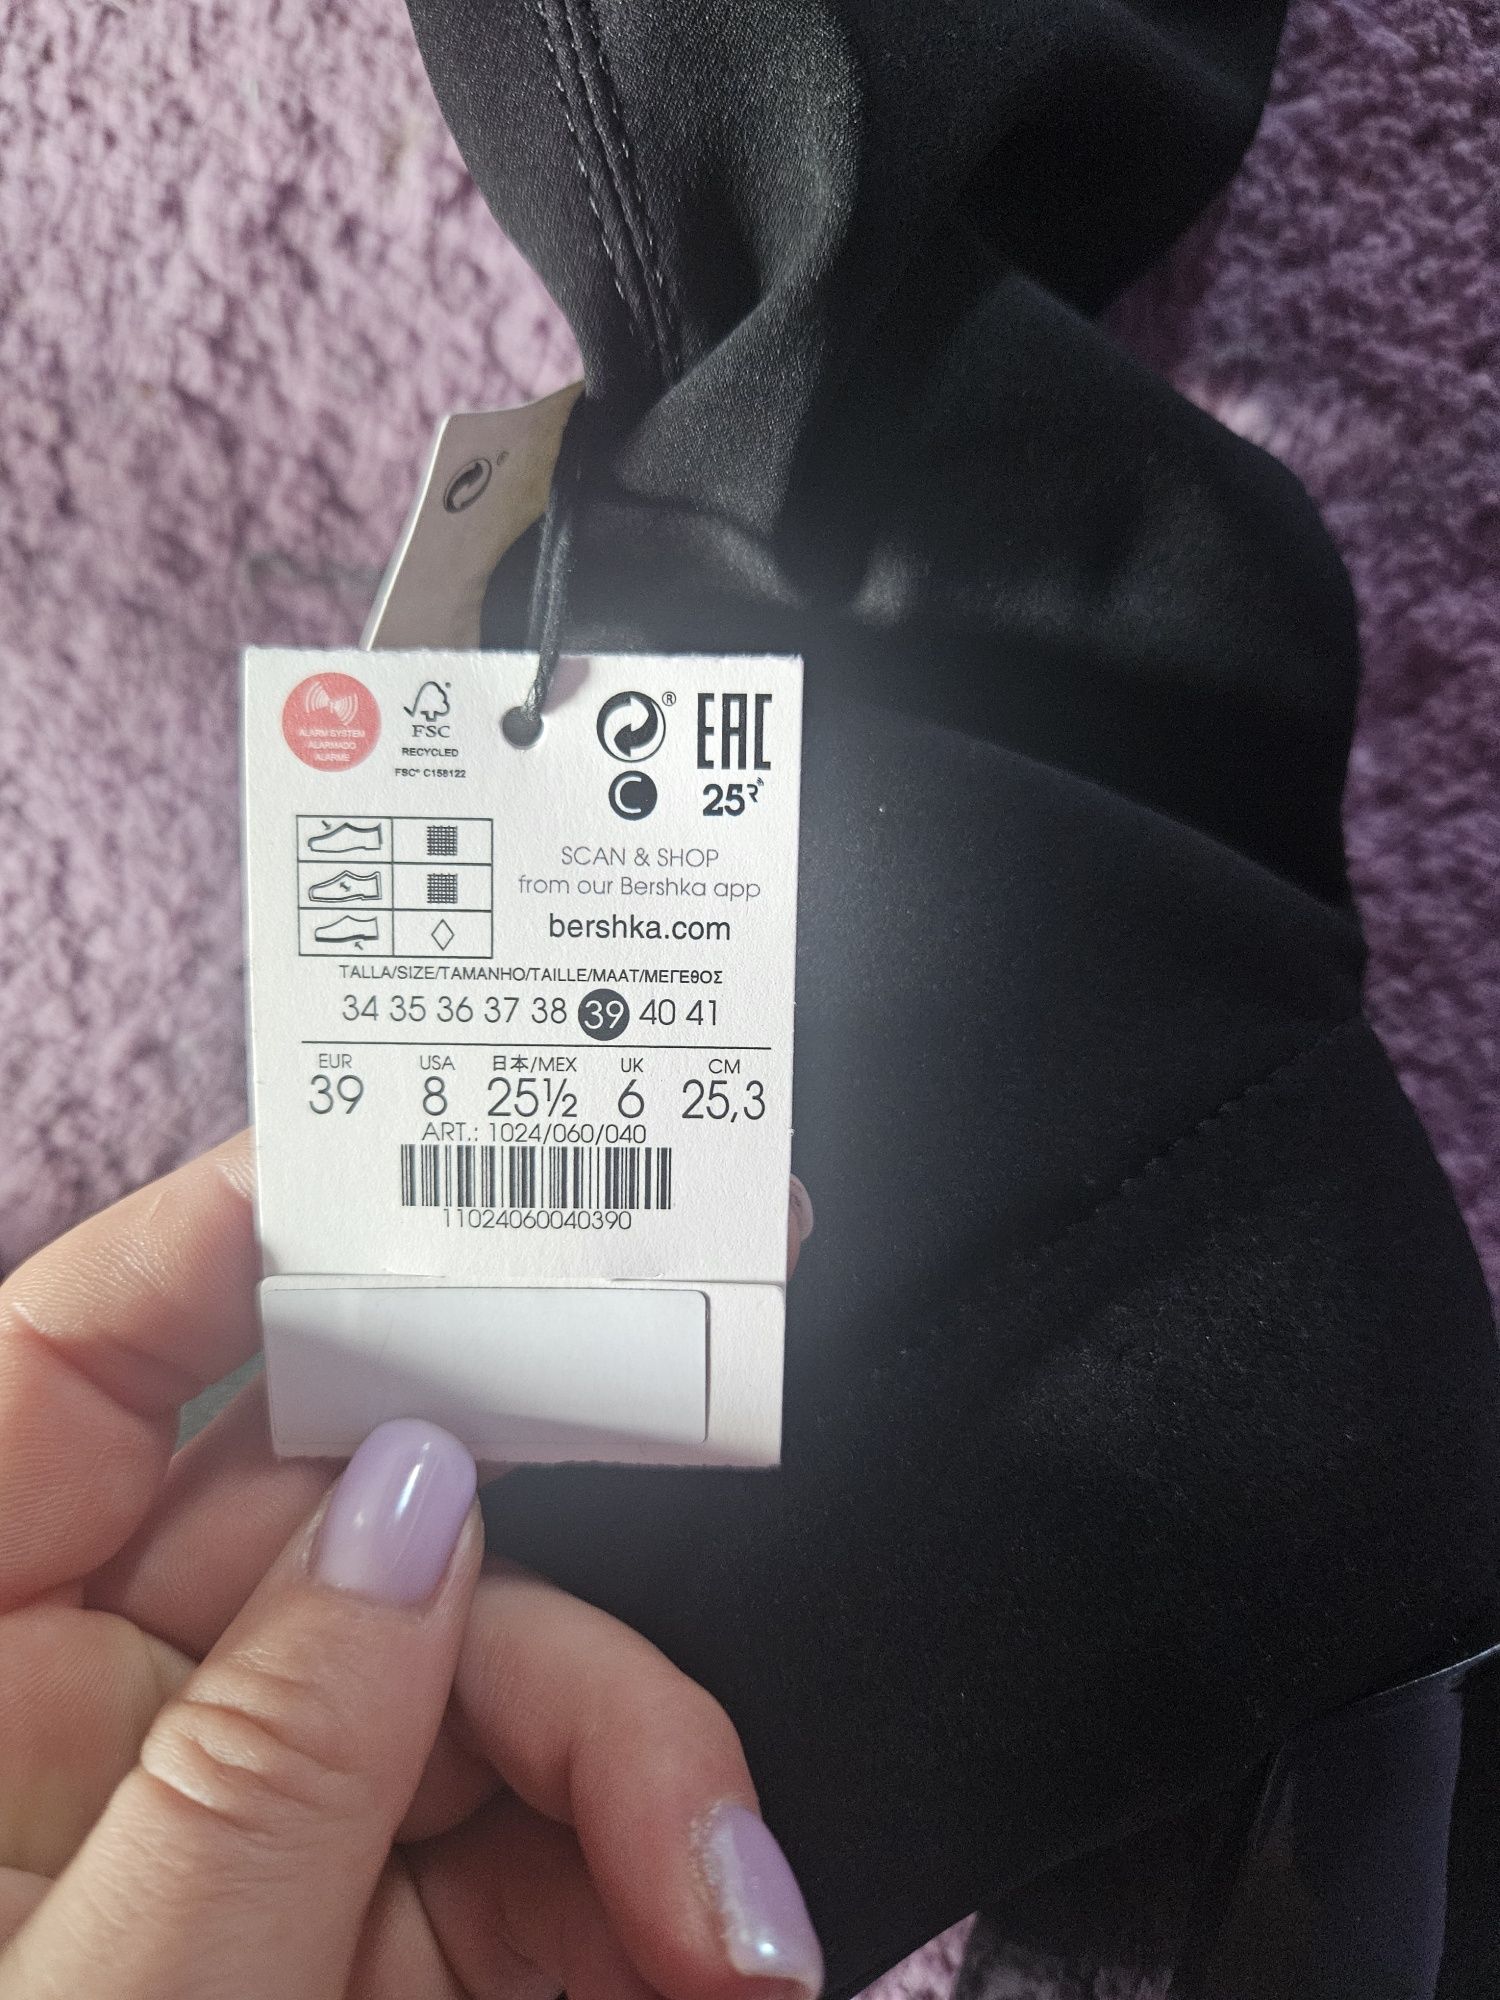 ALARM SYSTEM
ALARMADO
ALARME
FSC
RECYCLED
FSC® C158122
®
EAC
C
25
SCAN & SHOP
from our Bershka app
bershka.com
TALLA/SIZE/TAMANHO/TAILLE/MAAT/ΜΕΓΕΘΟΣ
34 35 36 37 38 39 40 41
EUR USA 日本/MEX UK CM
39 8 25½ 6 25,3
ART.: 1024/060/040
11024060040390